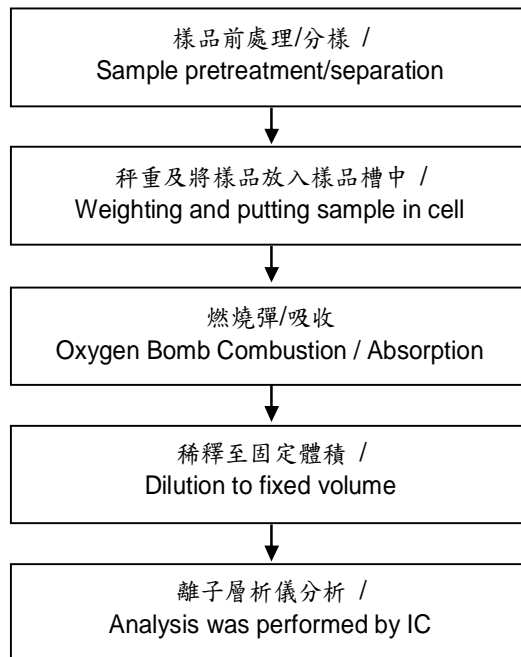 樣品前處理/分樣 /
Sample pretreatment/separation
秤重及將樣品放入樣品槽中 /
Weighting and putting sample in cell
燃燒彈/吸收
Oxygen Bomb Combustion / Absorption
稀釋至固定體積 /
Dilution to fixed volume
離子層析儀分析 /
Analysis was performed by IC